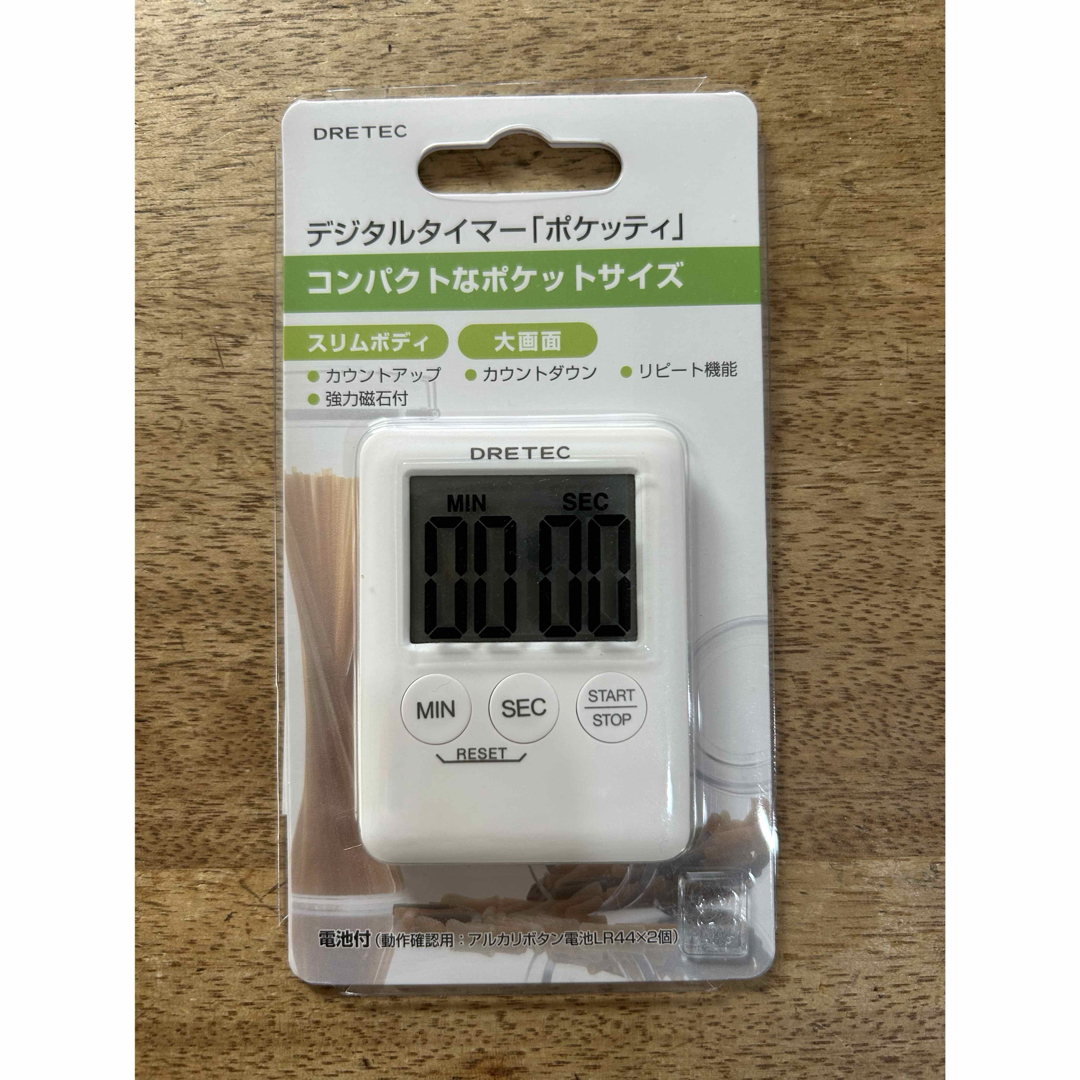 DRETEC
デジタルタイマー「ポケッティ」
コンパクトなポケットサイズ
スリムボディ 大画面
● カウントアップ ● カウントダウン ● リピート機能
● 強力磁石付
DRETEC
MIN SEC
00 00
MIN SEC START
STOP
RESET
電池付(動作確認用:アルカリボタン電池LR44×2個)